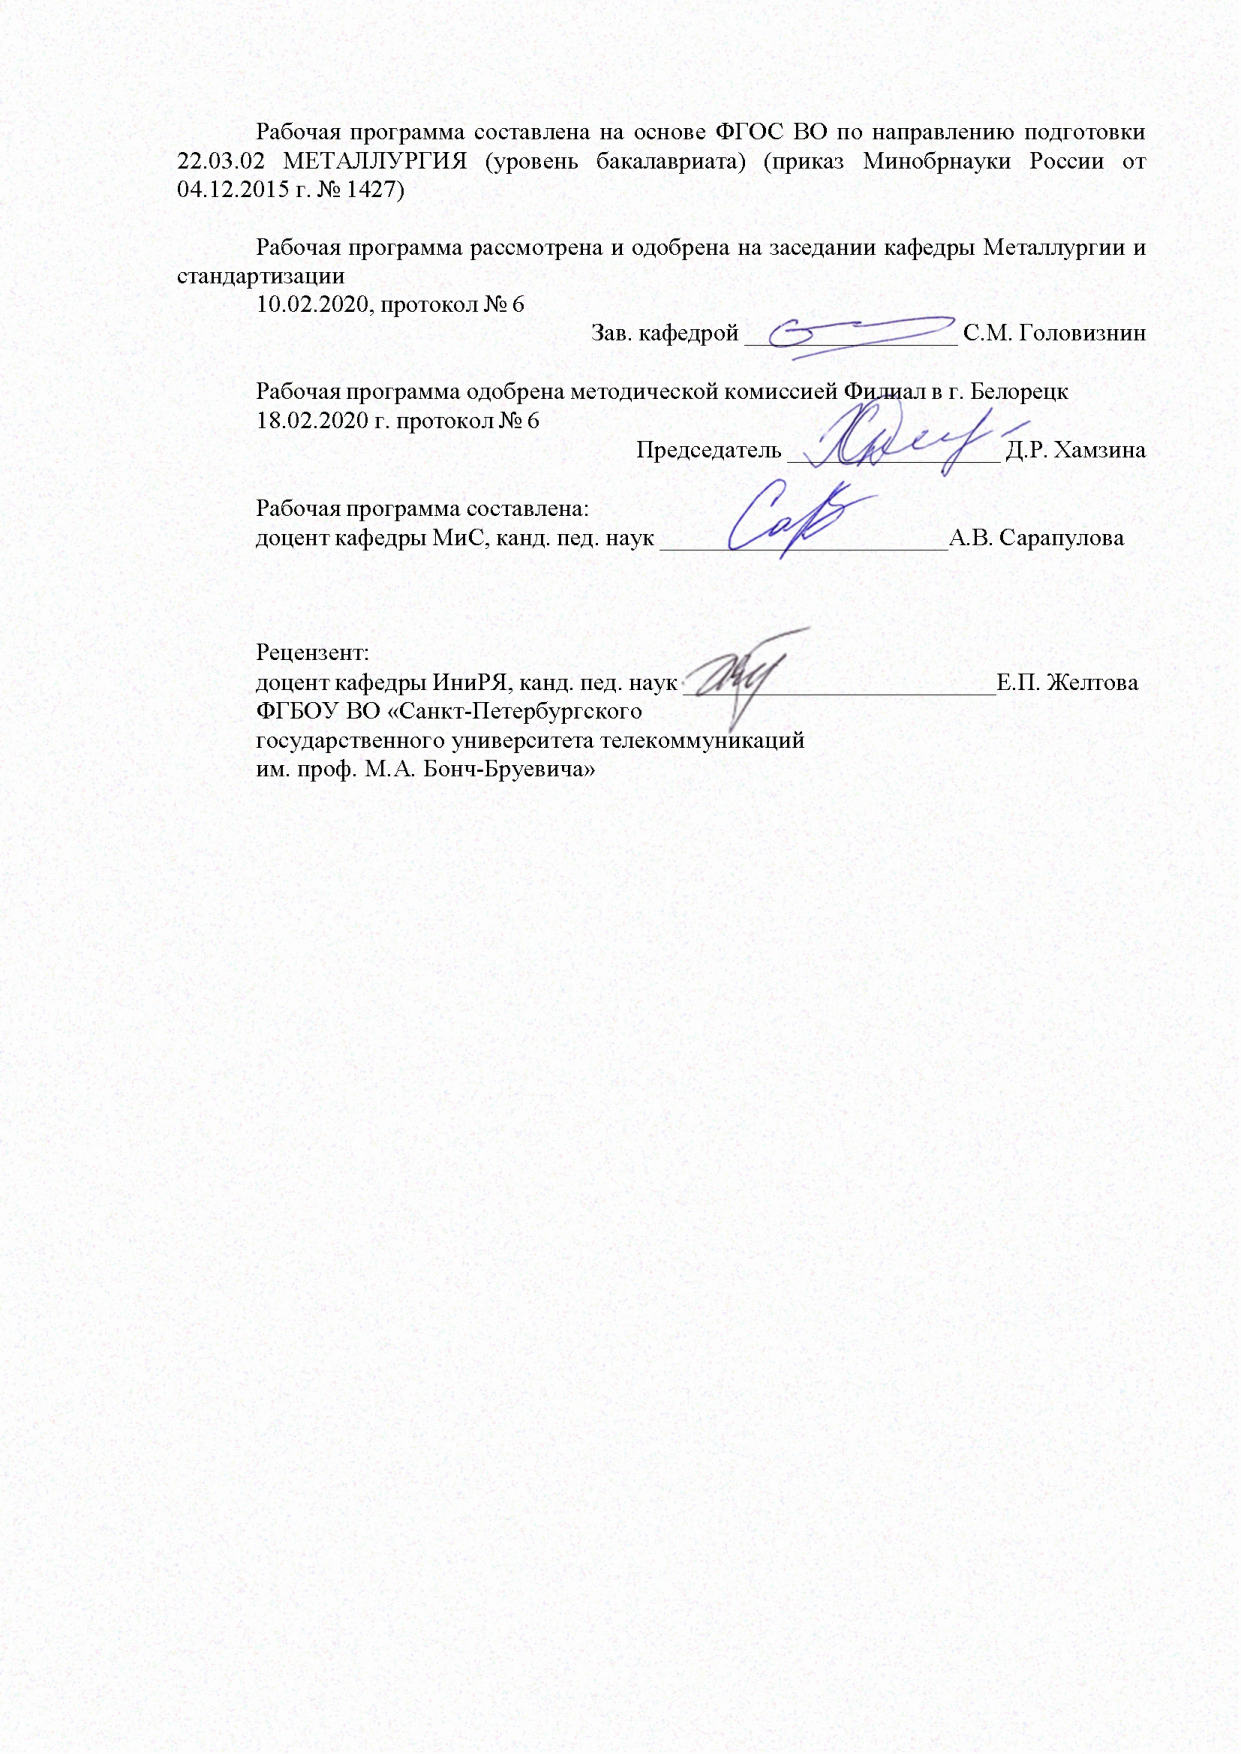 Рабочая программа составлена на основе ФГОС ВО по направлению подготовки
22.03.02 МЕТАЛЛУРГИЯ (уровень бакалавриата) (приказ Минобрнауки России от
04.12.2015 г. № 1427)
Рабочая программа рассмотрена и одобрена на заседании кафедры Металлургии и
стандартизации
10.02.2020, протокол № 6
Зав. кафедрой _________________ С.М. Головизнин
Рабочая программа одобрена методической комиссией Филиал в г. Белорецк
18.02.2020 г. протокол № 6
Председатель _________________ Д.Р. Хамзина
Рабочая программа составлена:
доцент кафедры МиС, канд. пед. наук _______________________А.В. Сарапулова
Рецензент:
доцент кафедры ИниРЯ, канд. пед. наук _________________________Е.П. Желтова
ФГБОУ ВО «Санкт-Петербургского
государственного университета телекоммуникаций
им. проф. М.А. Бонч-Бруевича»